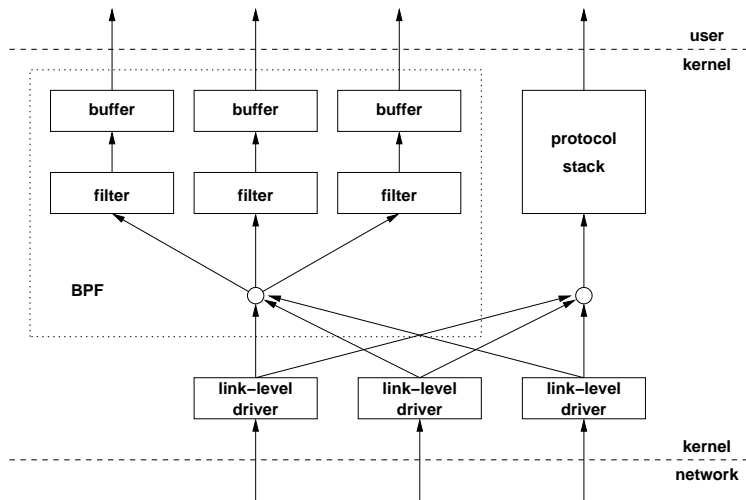 user
kernel
buffer
buffer
buffer
protocol
stack
filter
filter
filter
BPF
link−level
driver
link−level
driver
link−level
driver
kernel
network